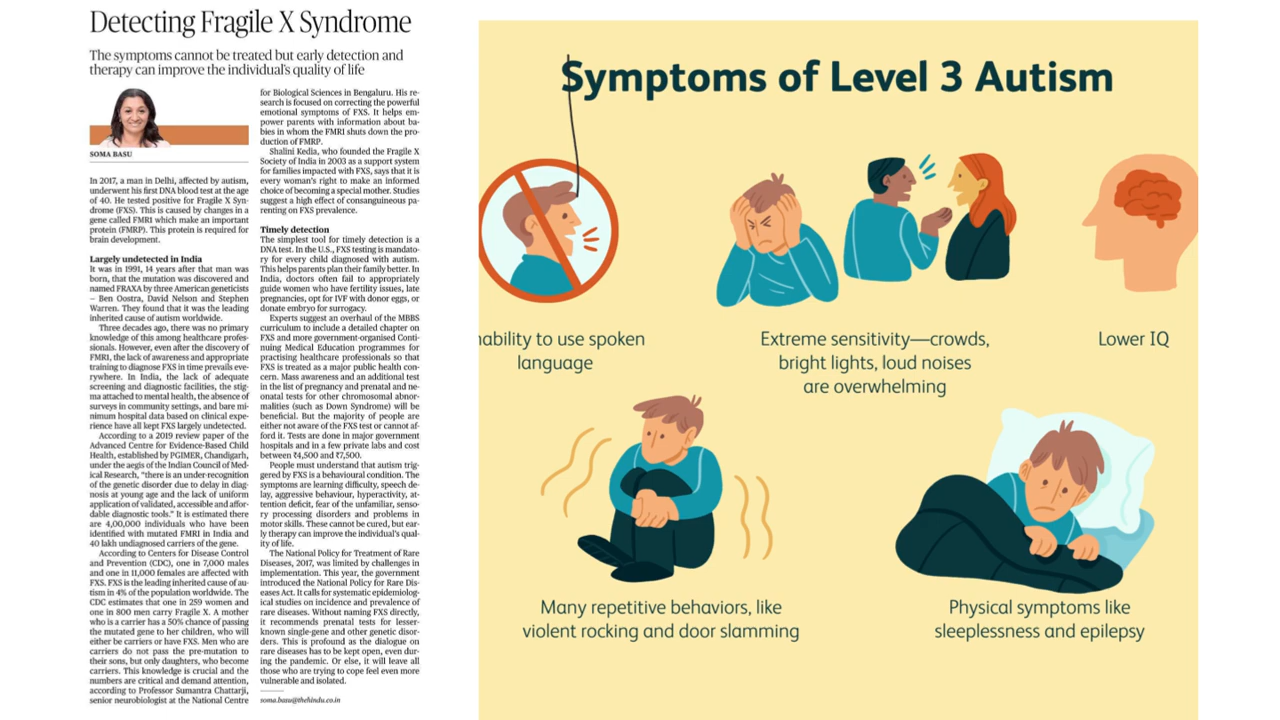 Detecting Fragile X Syndrome
The symptoms cannot be treated but early detection and
therapy can improve the individual's quality of life
SOMA BASU
In 2017, a man in Delhi, affected by autism,
underwent his first DNA blood test at the age
of 40. He tested positive for Fragile X Syn-
drome (FXS). This is caused by changes in a
gene called FMRI which make an important
protein (FMRP). This protein is required for
brain development.
Largely undetected in India
It was in 1991, 14 years after that man was
born, that the mutation was discovered and
named FRAXA by three American geneticists
– Ben Oostra, David Nelson and Stephen
Warren. They found that it was the leading
inherited cause of autism worldwide.
Three decades ago, there was no primary
knowledge of this among healthcare profes-
sionals. However, even after the discovery of
FMRI, the lack of awareness and appropriate
training to diagnose FXS in time prevails eve-
rywhere. In India, the lack of adequate
screening and diagnostic facilities, the stig-
ma attached to mental health, the absence of
surveys in community settings, and bare mi-
nimum hospital data based on clinical expe-
rience have all kept FXS largely undetected.
According to a 2019 review paper of the
Advanced Centre for Evidence-Based Child
Health, established by PGIMER, Chandigarh,
under the aegis of the Indian Council of Med-
ical Research, "there is an under-recognition
of the genetic disorder due to delay in diag-
nosis at young age and the lack of uniform
application of validated, accessible and affor-
dable diagnostic tools." It is estimated there
are 4,00,000 individuals who have been
identified with mutated FMRI in India and
40 lakh undiagnosed carriers of the gene.
According to Centers for Disease Control
and Prevention (CDC), one in 7,000 males
and one in 11,000 females are affected with
FXS. FXS is the leading inherited cause of au-
tism in 4% of the population worldwide. The
CDC estimates that one in 259 women and
one in 800 men carry Fragile X. A mother
who is a carrier has a 50% chance of passing
the mutated gene to her children, who will
either be carriers or have FXS. Men who are
carriers do not pass the pre-mutation to
their sons, but only daughters, who become
carriers. This knowledge is crucial and the
numbers are critical and demand attention,
according to Professor Sumantra Chattarji,
senior neurobiologist at the National Centre
for Biological Sciences in Bengaluru. His re-
search is focused on correcting the powerful
emotional symptoms of FXS. It helps em-
power parents with information about ba-
bies in whom the FMRI shuts down the pro-
duction of FMRP.
Shalini Kedia, who founded the Fragile X
Society of India in 2003 as a support system
for families impacted with FXS, says that it is
every woman's right to make an informed
choice of becoming a special mother. Studies
suggest a high effect of consanguineous pa-
renting on FXS prevalence.
Timely detection
The simplest tool for timely detection is a
DNA test. In the U.S., FXS testing is mandato-
ry for every child diagnosed with autism.
This helps parents plan their family better. In
India, doctors often fail to appropriately
guide women who have fertility issues, late
pregnancies, opt for IVF with donor eggs, or
donate embryo for surrogacy.
Experts suggest an overhaul of the MBBS
curriculum to include a detailed chapter on
FXS and more government-organised Conti-
nuing Medical Education programmes for
practising healthcare professionals so that
FXS is treated as a major public health con-
cern. Mass awareness and an additional test
in the list of pregnancy and prenatal and ne-
onatal tests for other chromosomal abnor-
malities (such as Down Syndrome) will be
beneficial. But the majority of people are
either not aware of the FXS test or cannot af-
ford it. Tests are done in major government
hospitals and in a few private labs and cost
between ₹4,500 and ₹7,500.
People must understand that autism trig-
gered by FXS is a behavioural condition. The
symptoms are learning difficulty, speech de-
lay, aggressive behaviour, hyperactivity, at-
tention deficit, fear of the unfamiliar, senso-
ry processing disorders and problems in
motor skills. These cannot be cured, but ear-
ly therapy can improve the individual's qual-
ity of life.
The National Policy for Treatment of Rare
Diseases, 2017, was limited by challenges in
implementation. This year, the government
introduced the National Policy for Rare Dis-
eases Act. It calls for systematic epidemiolog-
ical studies on incidence and prevalence of
rare diseases. Without naming FXS directly,
it recommends prenatal tests for lesser-
known single-gene and other genetic disor-
ders. This is profound as the dialogue on
rare diseases has to be kept open, even dur-
ing the pandemic. Or else, it will leave all
those who are trying to cope feel even more
vulnerable and isolated.
soma.basu@thehindu.co.in
Symptoms of Level 3 Autism
nability to use spoken
language
Extreme sensitivity—crowds,
bright lights, loud noises
are overwhelming
Lower IQ
Many repetitive behaviors, like
violent rocking and door slamming
Physical symptoms like
sleeplessness and epilepsy